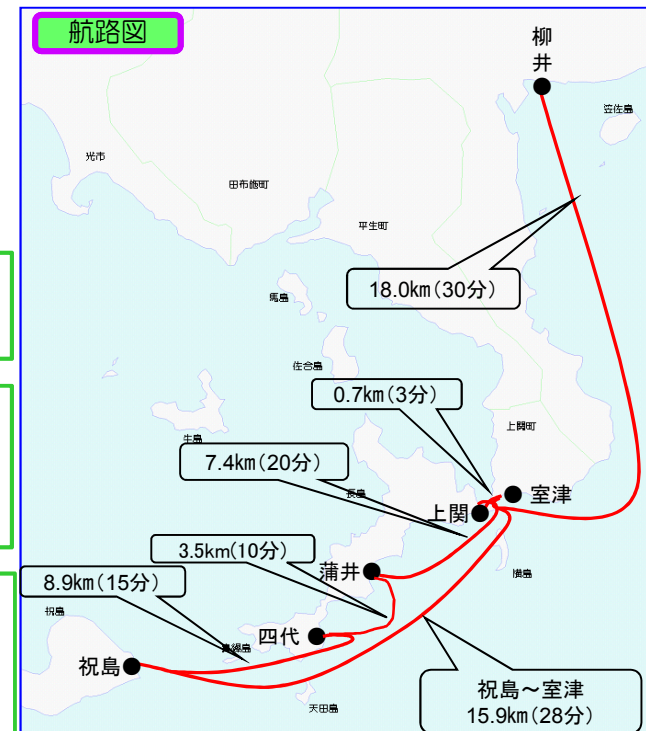 航路図
柳
井
笠佐島
光市
田布施町
平生町
18.0km(30分)
馬島
佐合島
0.7km(3分)
上関町
生島
7.4km(20分)
長島
室津
上関
3.5km(10分)
蒲井
横島
8.9km(15分)
祝島
四代
祝島
天田島
祝島～室津
15.9km(28分)